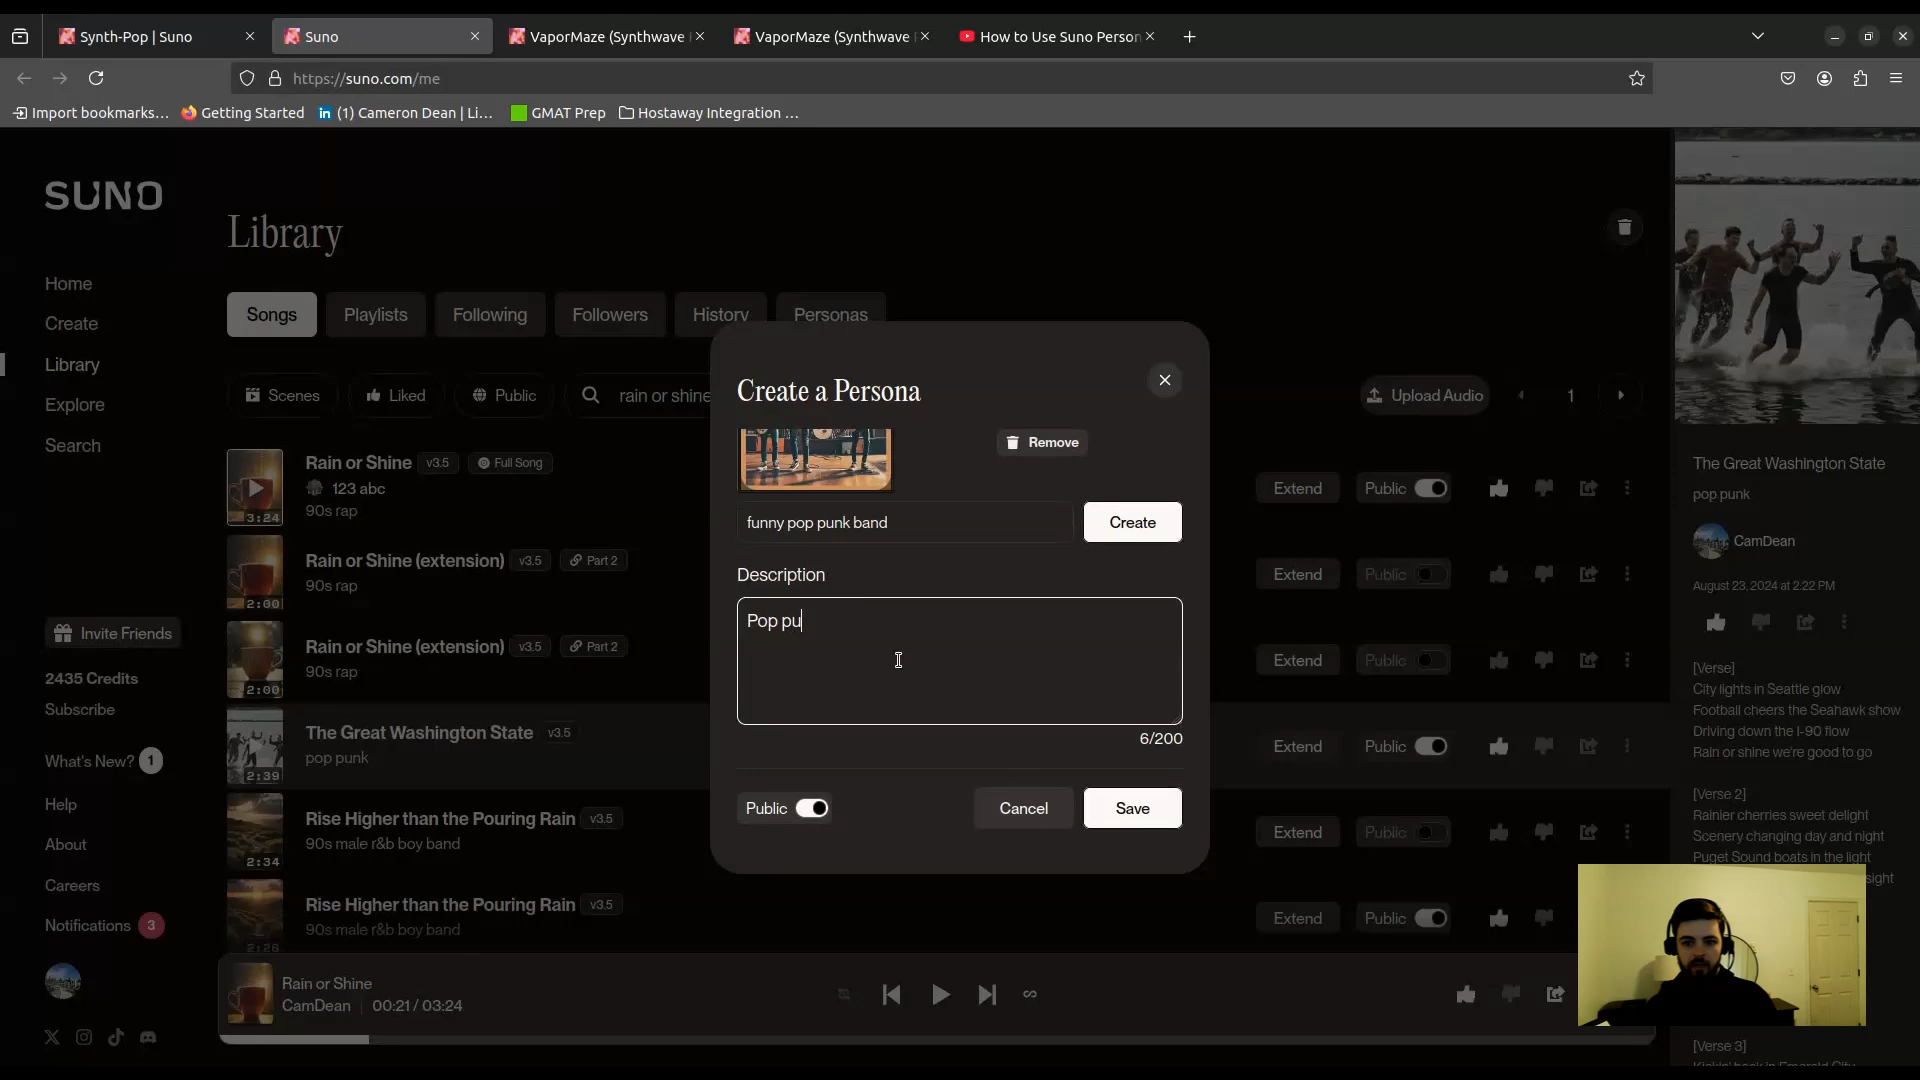 Synth-Pop | Suno
Suno
VaporMaze (Synthwave
VaporMaze (Synthwave
How to Use Suno Person
https://suno.com/me
Import bookmarks...
Getting Started
in (1) Cameron Dean | Li...
GMAT Prep
Hostaway Integration ...
SUNO
Home
Create
Library
Explore
Search
Invite Friends
2435 Credits
Subscribe
What's New? 1
Help
About
Careers
Notifications 3
Library
Songs
Playlists
Following
Followers
History
Personas
Scenes
Liked
Public
rain or shine
Upload Audio
1
Rain or Shine v3.5 Full Song
123 abc
90s rap
3:24
Extend Public
Rain or Shine (extension) v3.5 Part 2
90s rap
2:00
Extend Public
Rain or Shine (extension) v3.5 Part 2
90s rap
2:00
Extend Public
The Great Washington State v3.5
pop punk
2:39
Extend Public
Rise Higher than the Pouring Rain v3.5
90s male r&b boy band
2:34
Extend Public
Rise Higher than the Pouring Rain v3.5
90s male r&b boy band
2:26
Extend Public
Create a Persona
Remove
funny pop punk band
Create
Description
Pop pu
6/200
Public
Cancel
Save
Rain or Shine
CamDean 00:21 / 03:24
The Great Washington State
pop punk
CamDean
August 23, 2024 at 2:22 PM
[Verse]
City lights in Seattle glow
Football cheers the Seahawk show
Driving down the I-90 flow
Rain or shine we're good to go
[Verse 2]
Rainier cherries sweet delight
Scenery changing day and night
Puget Sound boats in the light
sight
[Verse 3]